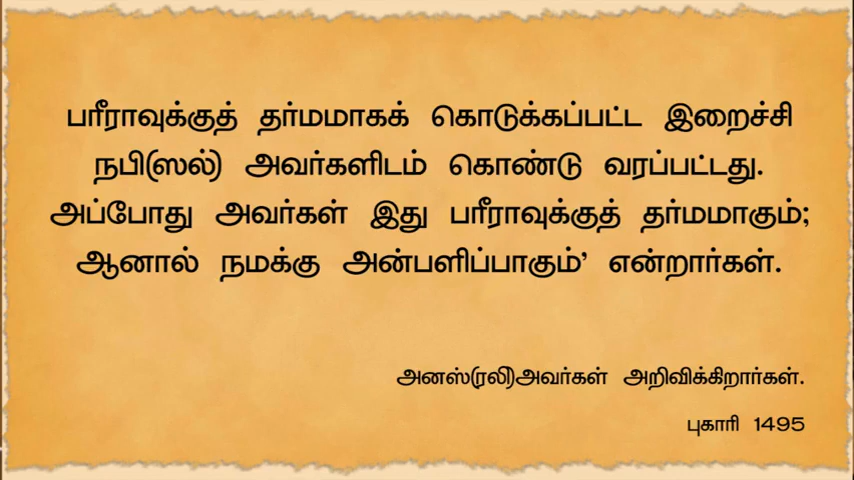 பரீராவுக்குத் தர்மமாகக் கொடுக்கப்பட்ட இறைச்சி
நபி(ஸல்) அவர்களிடம் கொண்டு வரப்பட்டது.
அப்போது அவர்கள் இது பரீராவுக்குத் தர்மமாகும்;
ஆனால் நமக்கு அன்பளிப்பாகும்’ என்றார்கள்.
அனஸ்(ரலி)அவர்கள் அறிவிக்கிறார்கள்.
புகாரி 1495